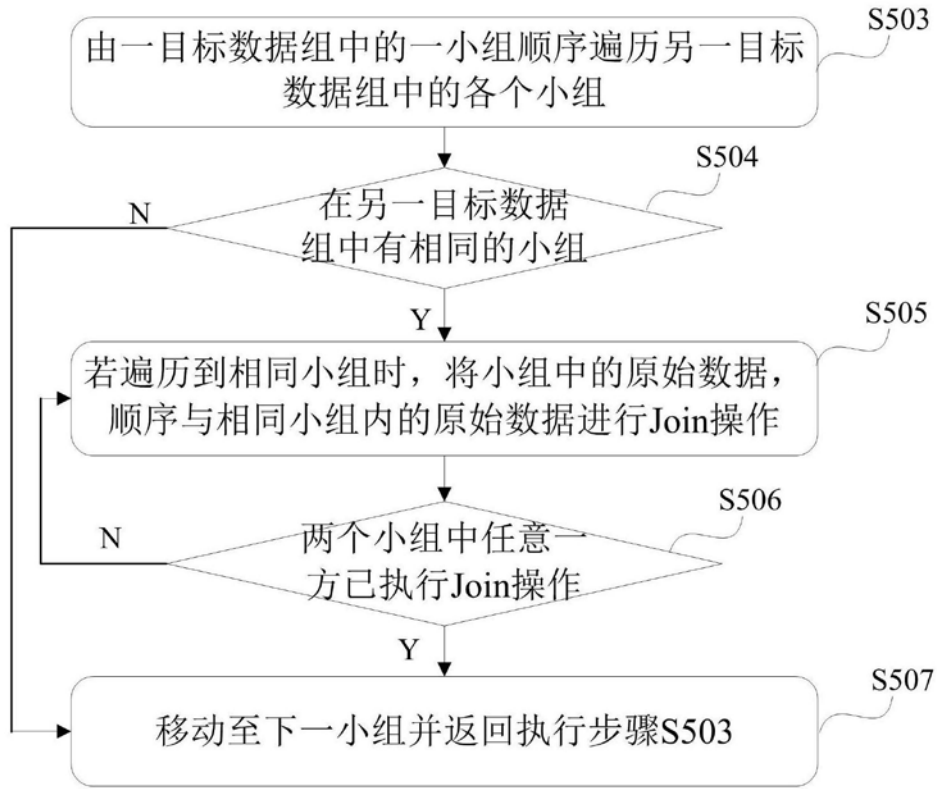 S503
由一目标数据组中的一小组顺序遍历另一目标
数据组中的各个小组
S504
N
在另一目标数据
组中有相同的小组
Y
S505
若遍历到相同小组时，将小组中的原始数据，
顺序与相同小组内的原始数据进行Join操作
S506
N
两个小组中任意一
方已执行Join操作
Y
S507
移动至下一小组并返回执行步骤S503